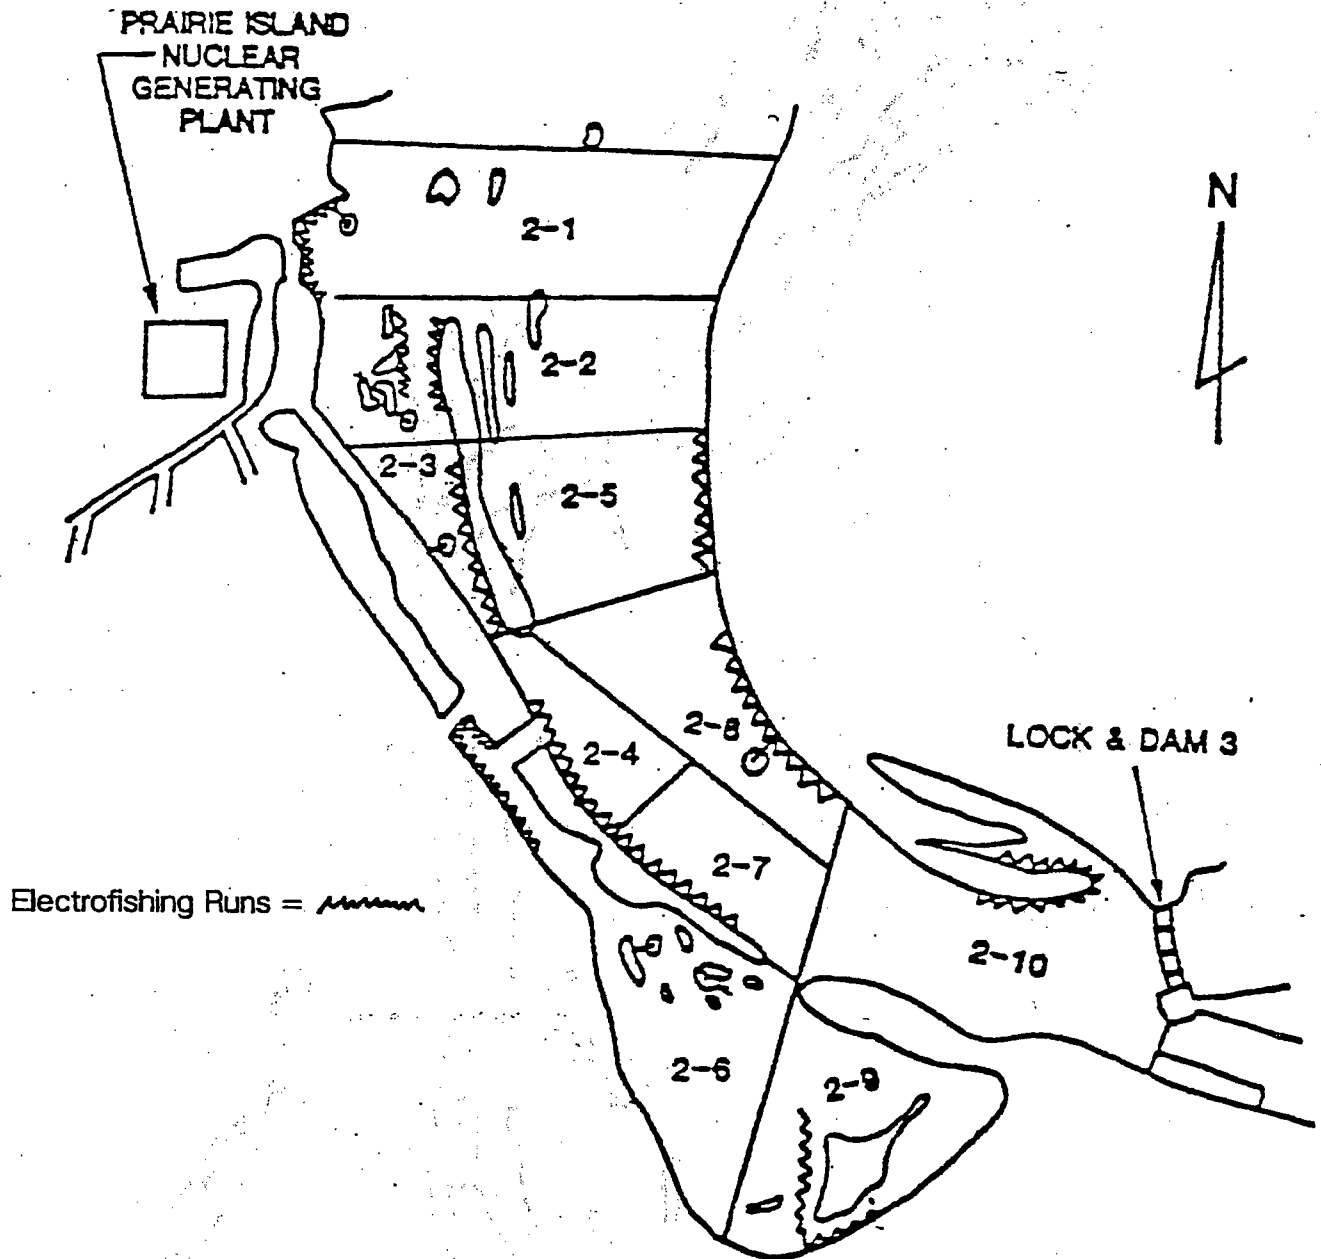 PRAIRIE ISLAND
NUCLEAR
GENERATING
PLANT
N
2-1
2-2
2-3
2-5
2-8
LOCK & DAM 3
2-4
2-7
Electrofishing Runs =
2-10
2-6
2-9